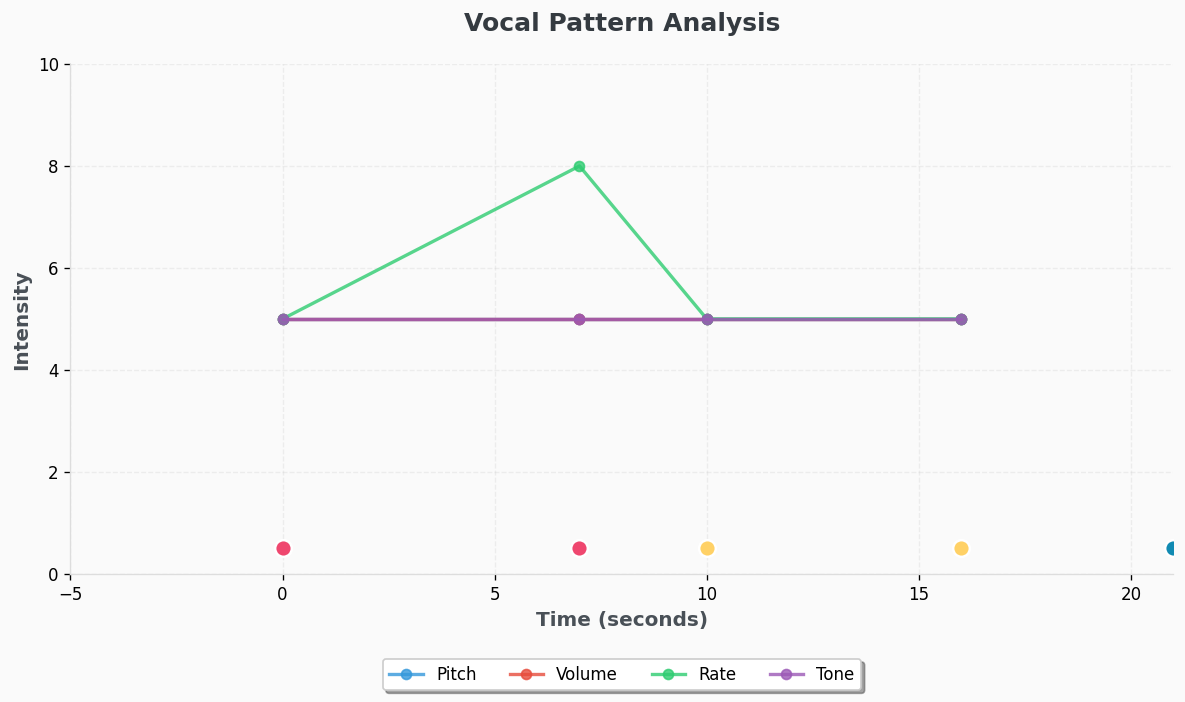 Vocal Pattern Analysis
10
8
6
4
2
0
Intensity
−5 0 5 10 15 20
Time (seconds)
Pitch Volume Rate Tone